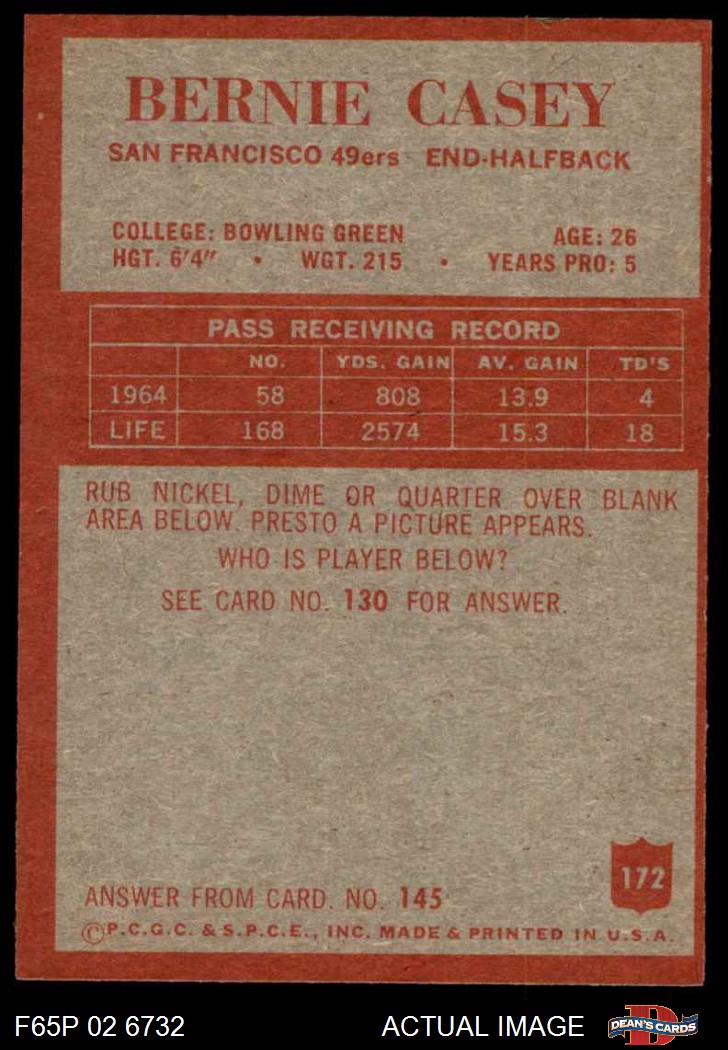 BERNIE CASEY
SAN FRANCISCO 49ers END-HALFBACK
COLLEGE: BOWLING GREEN AGE: 26
HGT. 6'4" • WGT. 215 • YEARS PRO: 5
PASS RECEIVING RECORD
NO. YDS. GAIN AV. GAIN TD'S
1964 58 808 13.9 4
LIFE 168 2574 15.3 18
RUB NICKEL, DIME OR QUARTER OVER BLANK
AREA BELOW. PRESTO A PICTURE APPEARS.
WHO IS PLAYER BELOW?
SEE CARD NO. 130 FOR ANSWER.
172
ANSWER FROM CARD. NO. 145
©P.C.G.C. & S.P.C.E., INC. MADE & PRINTED IN U.S.A.
F65P 02 6732 ACTUAL IMAGE D DEAN'S CARDS